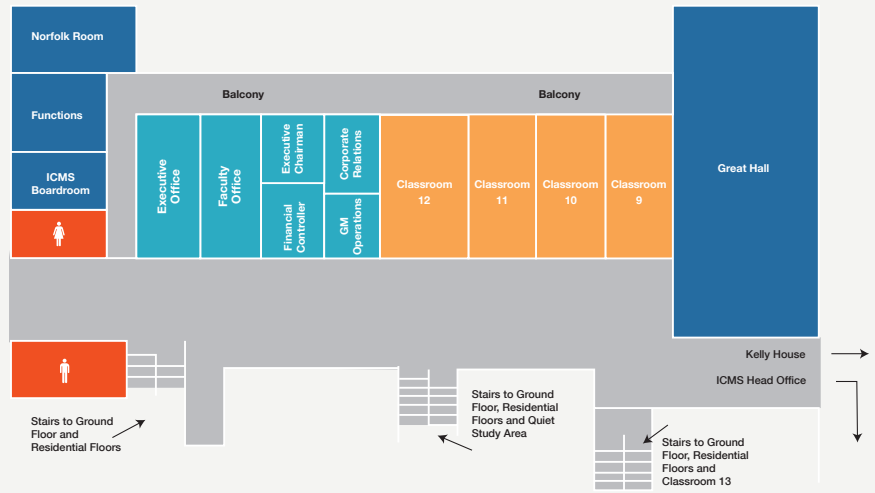 Norfolk Room
Functions
ICMS
Boardroom
Balcony
Balcony
Executive
Office
Faculty
Office
Executive
Chairman
Financial
Controller
Corporate
Relations
GM
Operations
Classroom
12
Classroom
11
Classroom
10
Classroom
9
Great Hall
Kelly House
ICMS Head Office
Stairs to Ground
Floor and
Residential Floors
Stairs to Ground
Floor, Residential
Floors and Quiet
Study Area
Stairs to Ground
Floor, Residential
Floors and
Classroom 13